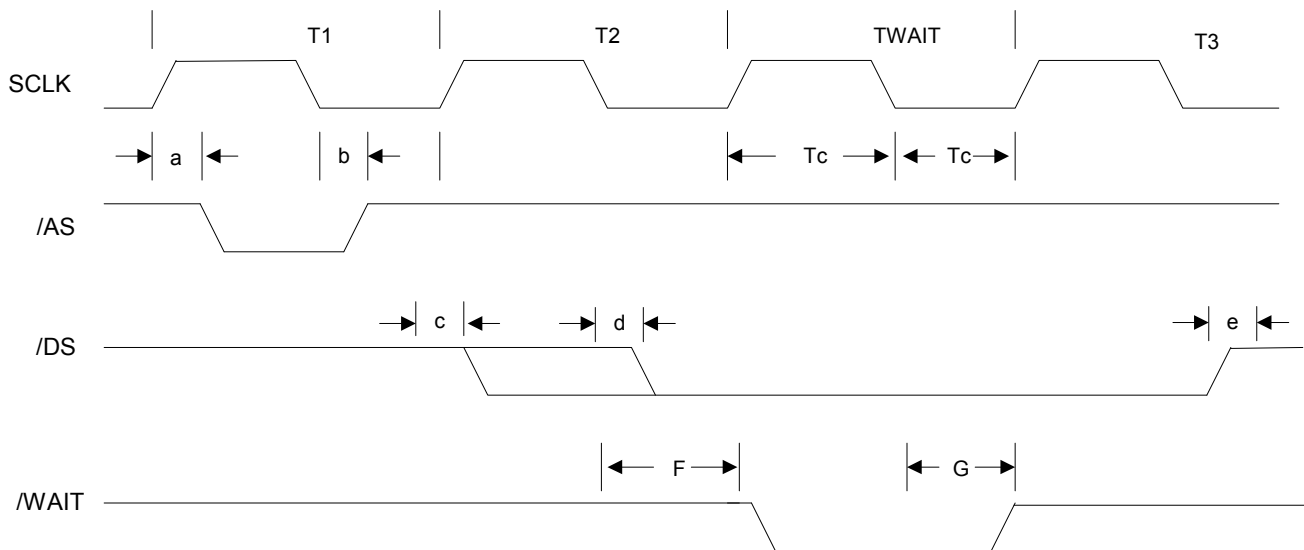 T1 T2 TWAIT T3
SCLK
a b Tc Tc
/AS
c d e
/DS
F G
/WAIT